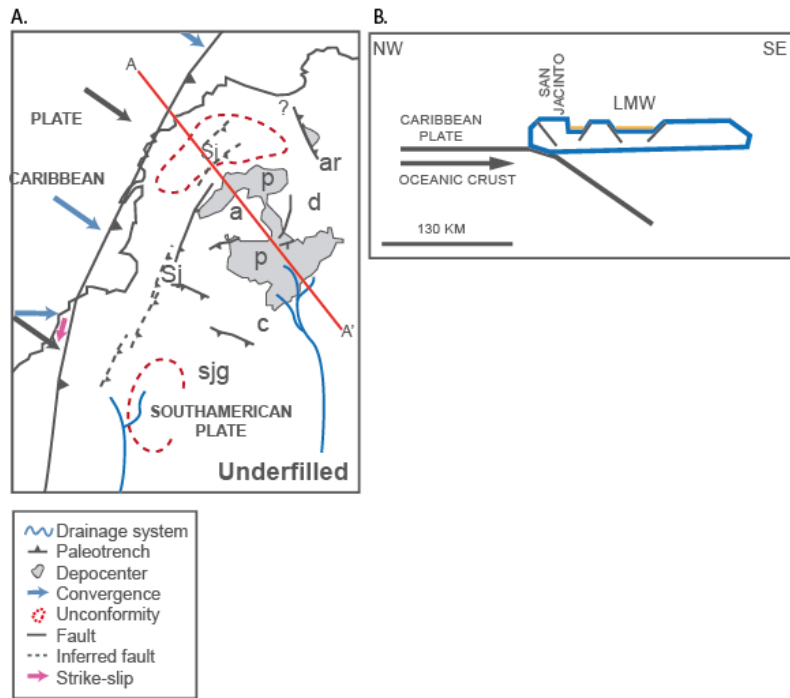 A.
A
PLATE
CARIBBEAN
?
Sj
ar
p
a
d
p
Sj
A'
c
sjg
SOUTHAMERICAN
PLATE
Underfilled
Drainage system
Paleotrench
Depocenter
Convergence
Unconformity
Fault
Inferred fault
Strike-slip
B.
NW
SE
SAN
JACINTO
LMW
CARIBBEAN
PLATE
OCEANIC CRUST
130 KM